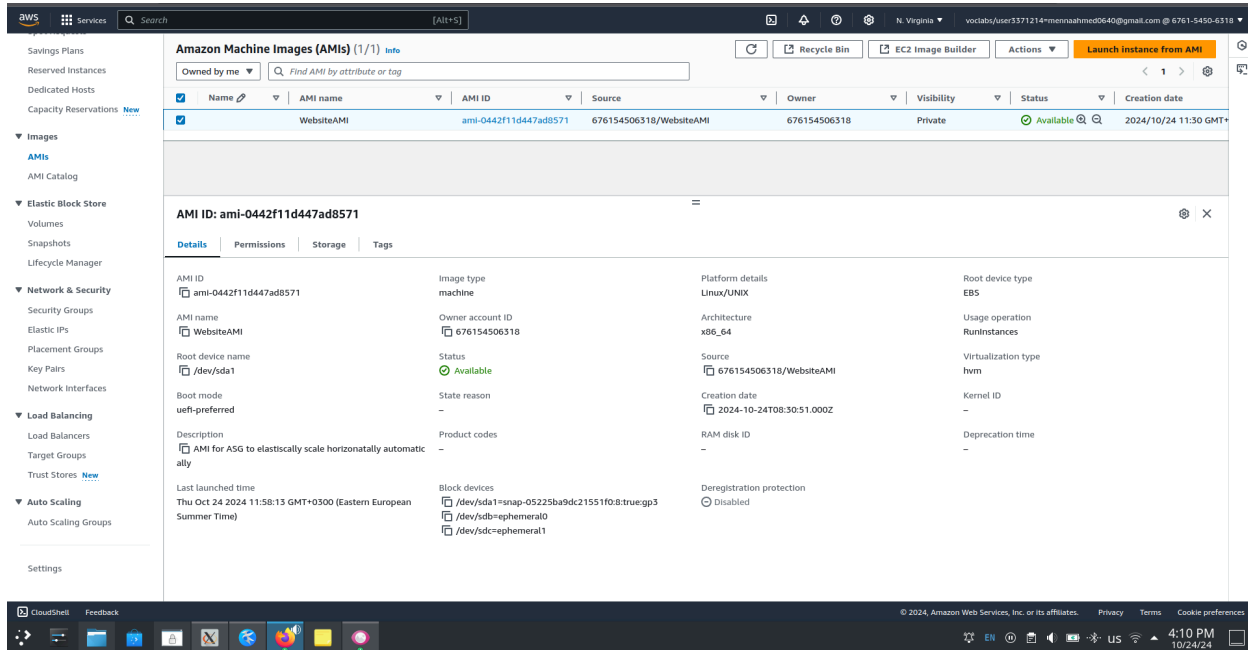 aws Services Search [Alt+S] N. Virginia voclabs/user3371214=mennaahmed0640@gmail.com @ 6761-5450-6318
Savings Plans
Reserved Instances
Dedicated Hosts
Capacity Reservations New
Images
AMIs
AMI Catalog
Elastic Block Store
Volumes
Snapshots
Lifecycle Manager
Network & Security
Security Groups
Elastic IPs
Placement Groups
Key Pairs
Network Interfaces
Load Balancing
Load Balancers
Target Groups
Trust Stores New
Auto Scaling
Auto Scaling Groups
Settings
Amazon Machine Images (AMIs) (1/1) Info Recycle Bin EC2 Image Builder Actions Launch instance from AMI
Owned by me Find AMI by attribute or tag 1
Name AMI name AMI ID Source Owner Visibility Status Creation date
WebsiteAMI ami-0442f11d447ad8571 676154506318/WebsiteAMI 676154506318 Private Available 2024/10/24 11:30 GMT+
AMI ID: ami-0442f11d447ad8571
Details Permissions Storage Tags
AMI ID Image type Platform details Root device type
ami-0442f11d447ad8571 machine Linux/UNIX EBS
AMI name Owner account ID Architecture Usage operation
WebsiteAMI 676154506318 x86_64 RunInstances
Root device name Status Source Virtualization type
/dev/sda1 Available 676154506318/WebsiteAMI hvm
Boot mode State reason Creation date Kernel ID
uefi-preferred – 2024-10-24T08:30:51.000Z –
Description Product codes RAM disk ID Deprecation time
AMI for ASG to elastiscally scale horizonatally automatic – – –
ally
Last launched time Block devices Deregistration protection
Thu Oct 24 2024 11:58:13 GMT+0300 (Eastern European /dev/sda1=snap-05225ba9dc21551f0:8:true:gp3 Disabled
Summer Time) /dev/sdb=ephemeral0
/dev/sdc=ephemeral1
CloudShell Feedback © 2024, Amazon Web Services, Inc. or its affiliates. Privacy Terms Cookie preferences
EN US 4:10 PM
10/24/24